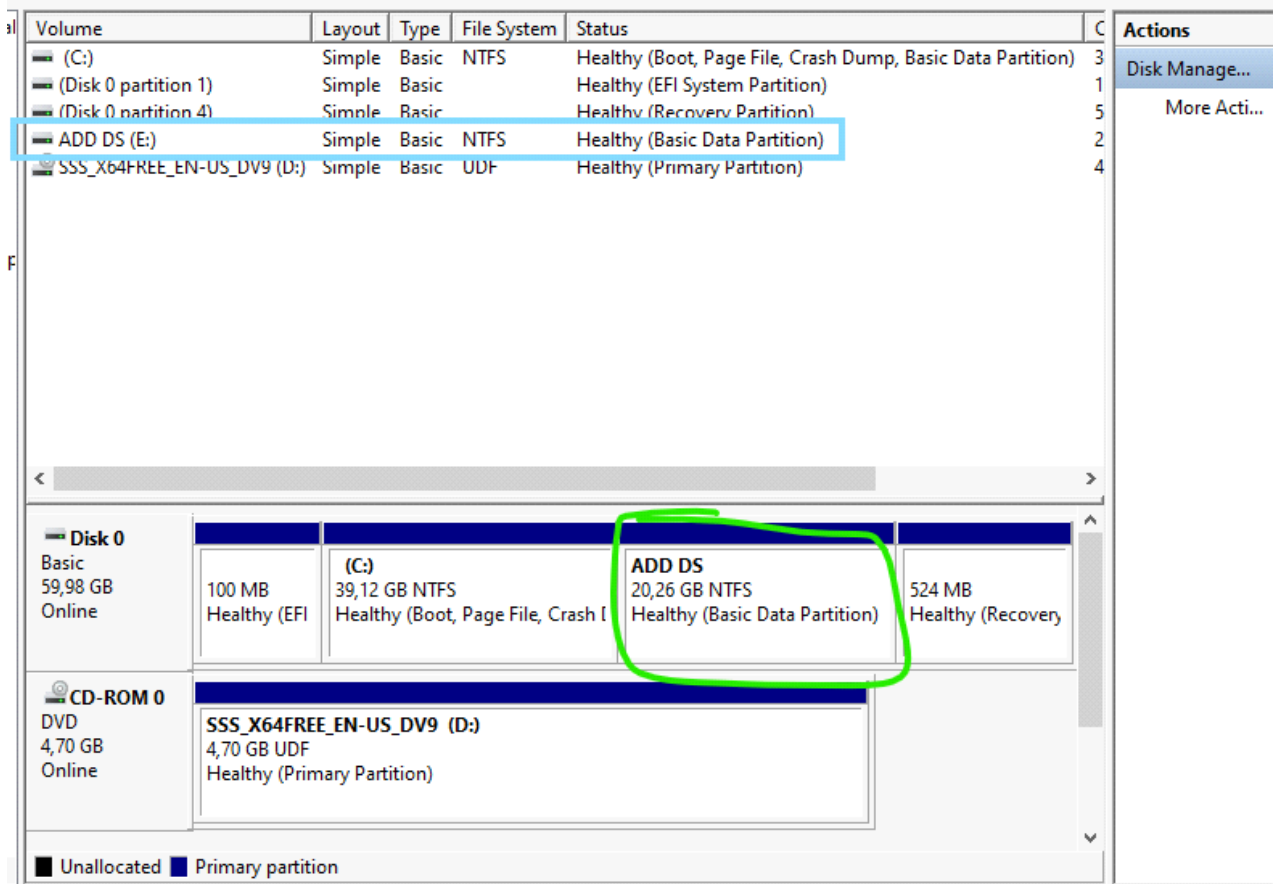 Volume Layout Type File System Status C Actions
(C:) Simple Basic NTFS Healthy (Boot, Page File, Crash Dump, Basic Data Partition) 3
Disk Manage...
(Disk 0 partition 1) Simple Basic Healthy (EFI System Partition) 1
(Disk 0 partition 4) Simple Basic Healthy (Recovery Partition) 5
More Acti...
ADD DS (E:) Simple Basic NTFS Healthy (Basic Data Partition) 2
SSS_X64FREE_EN-US_DV9 (D:) Simple Basic UDF Healthy (Primary Partition) 4
Disk 0
Basic
59,98 GB
Online
100 MB
Healthy (EFI
(C:)
39,12 GB NTFS
Healthy (Boot, Page File, Crash
ADD DS
20,26 GB NTFS
Healthy (Basic Data Partition)
524 MB
Healthy (Recovery
CD-ROM 0
DVD
4,70 GB
Online
SSS_X64FREE_EN-US_DV9 (D:)
4,70 GB UDF
Healthy (Primary Partition)
Unallocated Primary partition